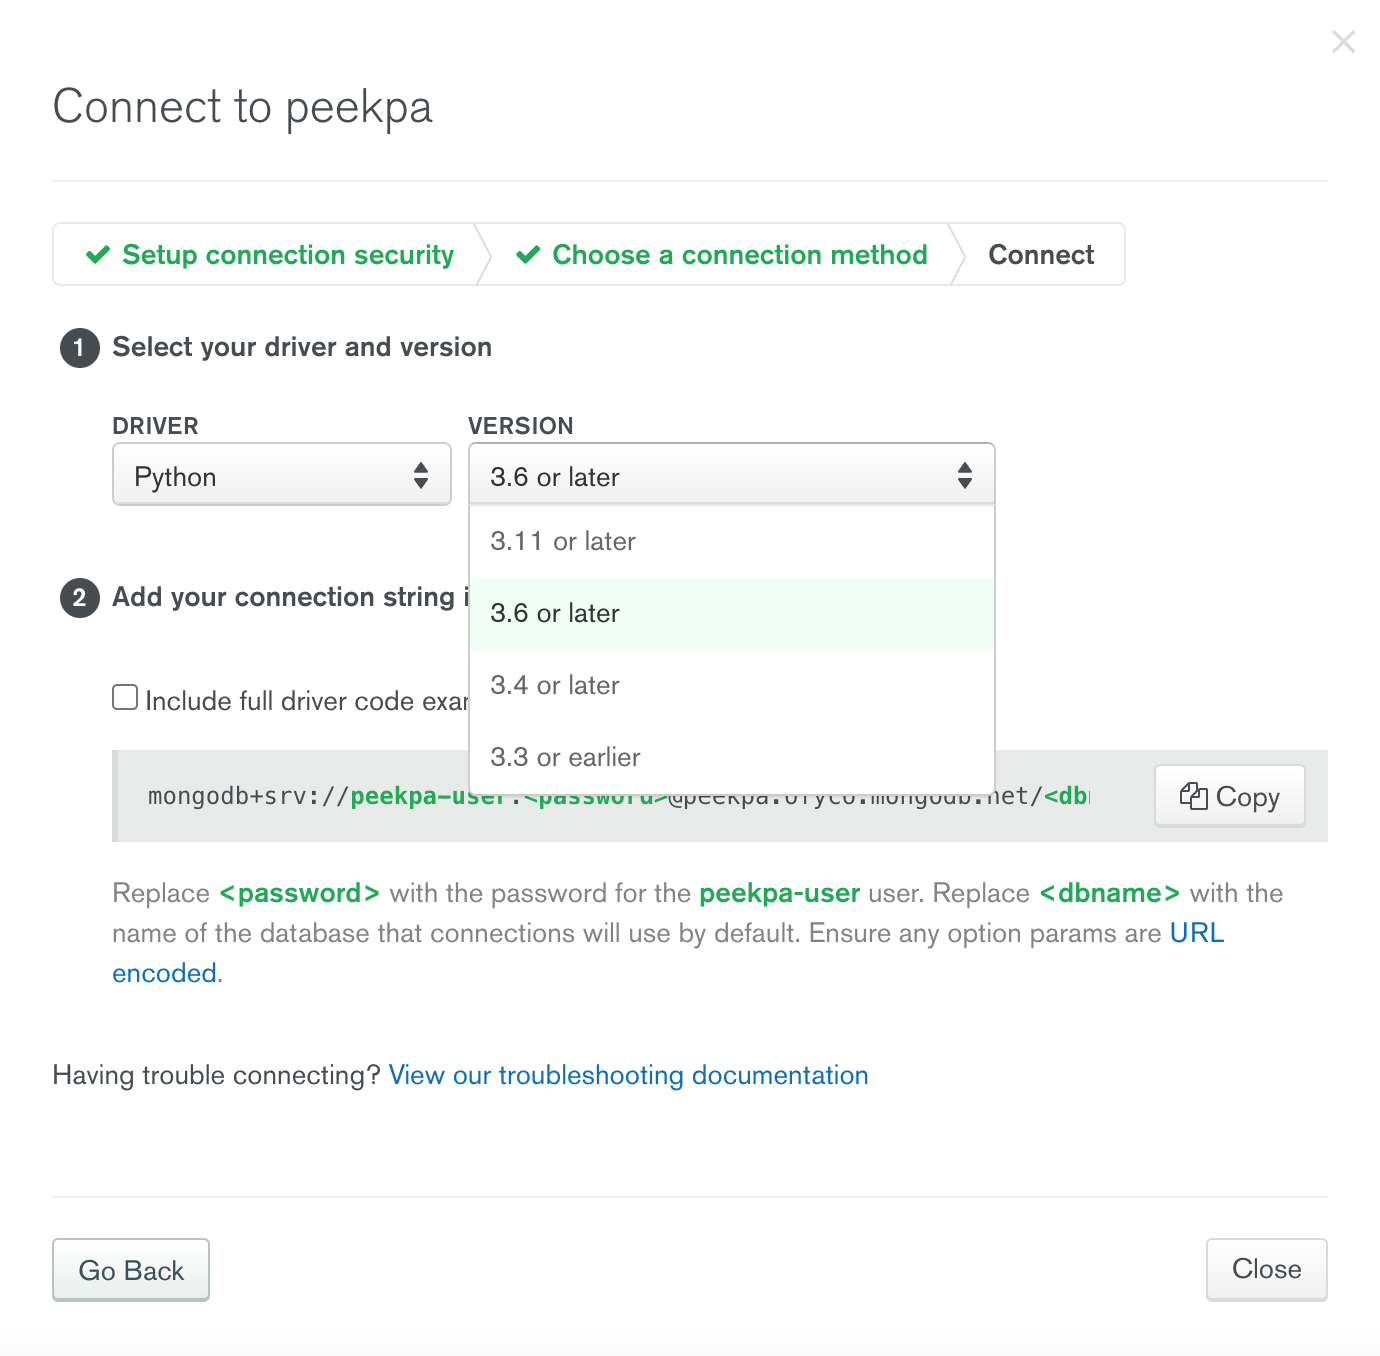 Connect to peekpa
Setup connection security
Choose a connection method
Connect
1 Select your driver and version
DRIVER
VERSION
Python
3.6 or later
3.11 or later
3.6 or later
3.4 or later
3.3 or earlier
2 Add your connection string
Include full driver code
mongodb+srv://peekpa-user:<password>@peekpa.
net/<db
Copy
Replace <password> with the password for the peekpa-user user. Replace <dbname> with the
name of the database that connections will use by default. Ensure any option params are URL
encoded.
Having trouble connecting? View our troubleshooting documentation
Go Back
Close